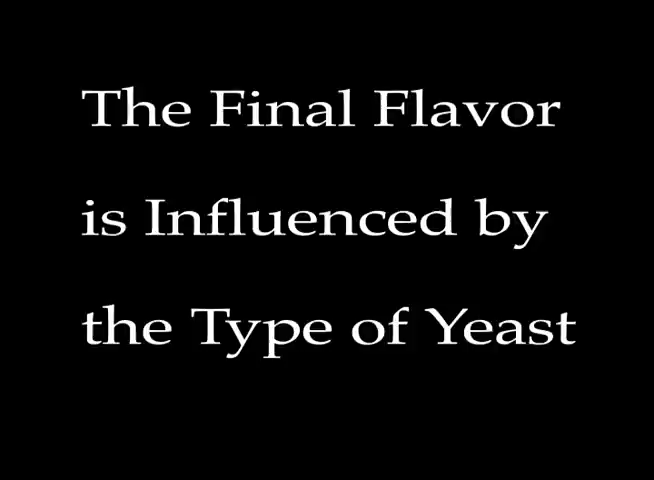 The Final Flavor
is Influenced by
the Type of Yeast